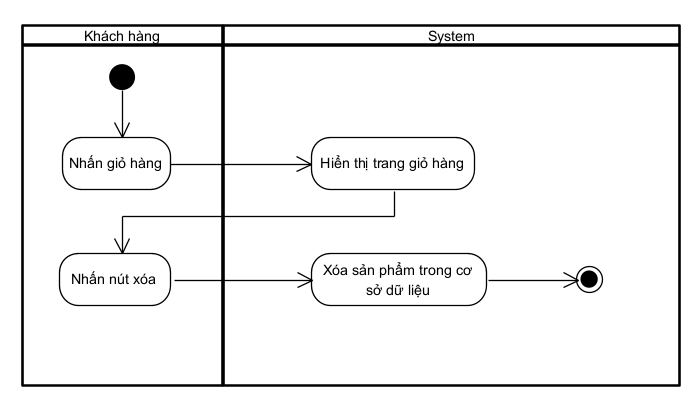 Khách hàng
System
Nhấn giỏ hàng
Hiển thị trang giỏ hàng
Nhấn nút xóa
Xóa sản phẩm trong cơ
sở dữ liệu